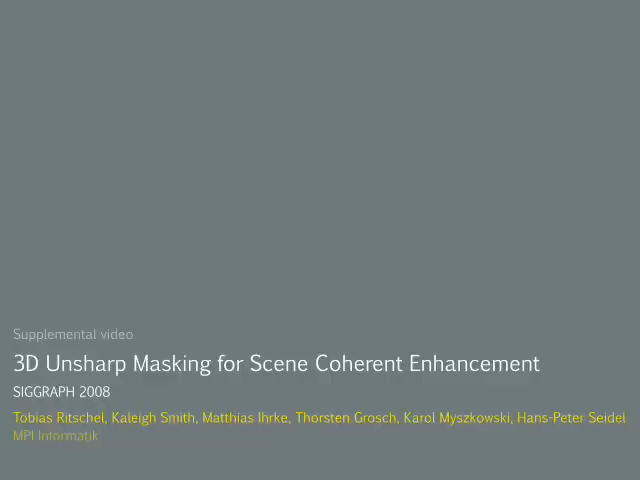 Supplemental video
3D Unsharp Masking for Scene Coherent Enhancement
SIGGRAPH 2008
Tobias Ritschel, Kaleigh Smith, Matthias Ihrke, Thorsten Grosch, Karol Myszkowski, Hans-Peter Seidel
MPI Informatik